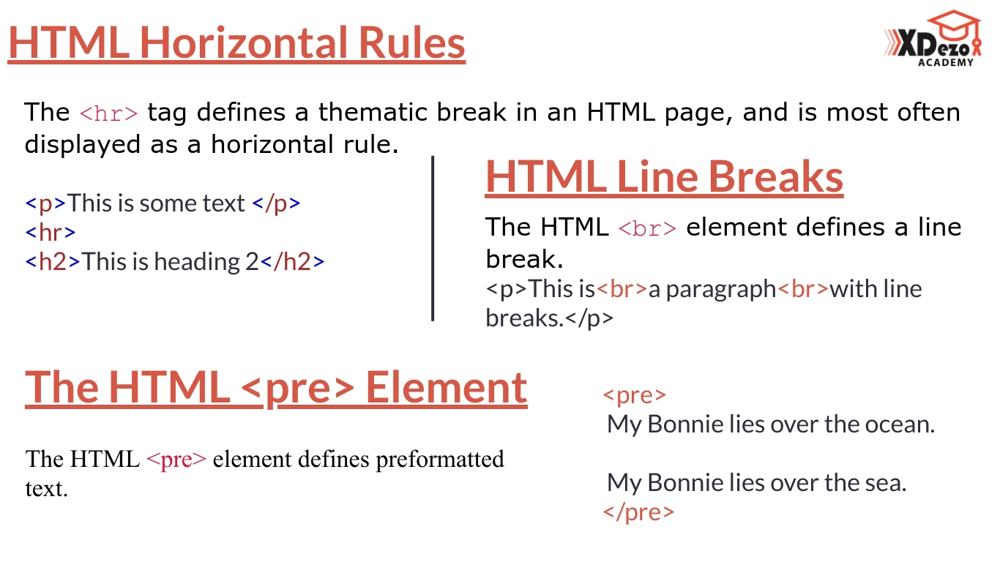 HTML Horizontal Rules
XDezo
ACADEMY
The <hr> tag defines a thematic break in an HTML page, and is most often
displayed as a horizontal rule.
<p>This is some text </p>
<hr>
<h2>This is heading 2</h2>
HTML Line Breaks
The HTML <br> element defines a line
break.
<p>This is<br>a paragraph<br>with line
breaks.</p>
The HTML <pre> Element
The HTML <pre> element defines preformatted
text.
<pre>
My Bonnie lies over the ocean.
My Bonnie lies over the sea.
</pre>